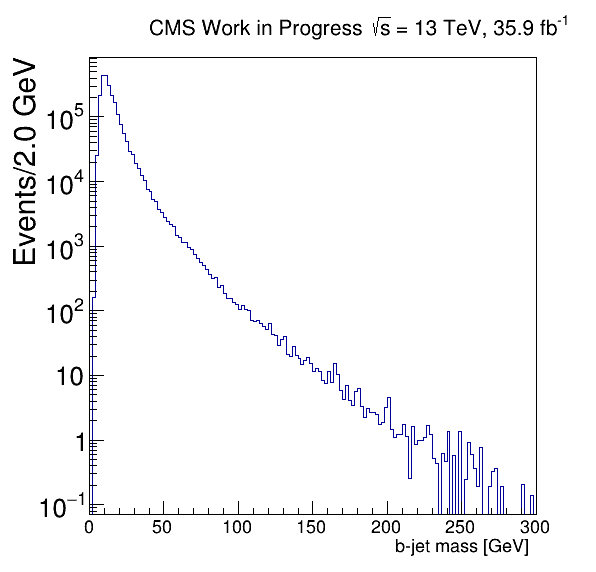 CMS Work in Progress √s = 13 TeV, 35.9 fb⁻¹
Events/2.0 GeV
10⁵
10⁴
10³
10²
10
1
10⁻¹
0 50 100 150 200 250 300
b-jet mass [GeV]